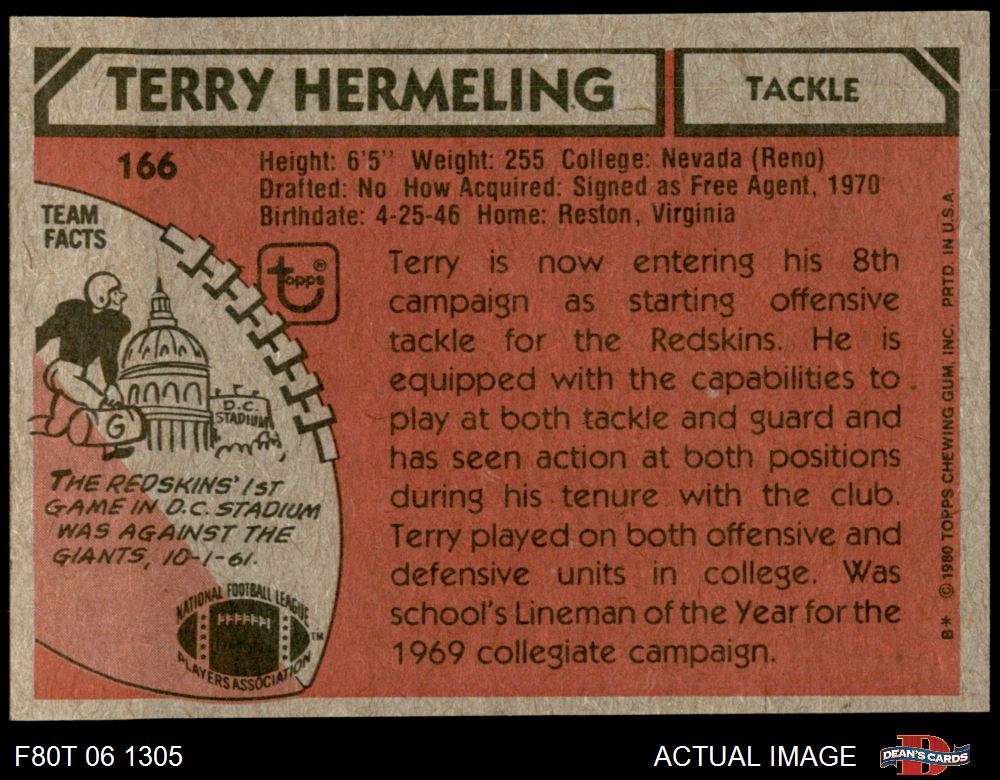 TERRY HERMELING
TACKLE
166
Height: 6'5" Weight: 255 College: Nevada (Reno)
Drafted: No How Acquired: Signed as Free Agent, 1970
Birthdate: 4-25-46 Home: Reston, Virginia
TEAM
FACTS
topps®
D.C.
STADIUM
G
THE REDSKINS' 1ST
GAME IN D.C. STADIUM
WAS AGAINST THE
GIANTS, 10-1-61.
NATIONAL FOOTBALL LEAGUE
PLAYERS ASSOCIATION
TM
Terry is now entering his 8th
campaign as starting offensive
tackle for the Redskins. He is
equipped with the capabilities to
play at both tackle and guard and
has seen action at both positions
during his tenure with the club.
Terry played on both offensive and
defensive units in college. Was
school's Lineman of the Year for the
1969 collegiate campaign.
B* © 1980 TOPPS CHEWING GUM, INC. PRTD. IN U.S.A.
F80T 06 1305
ACTUAL IMAGE
DEAN'S CARDS